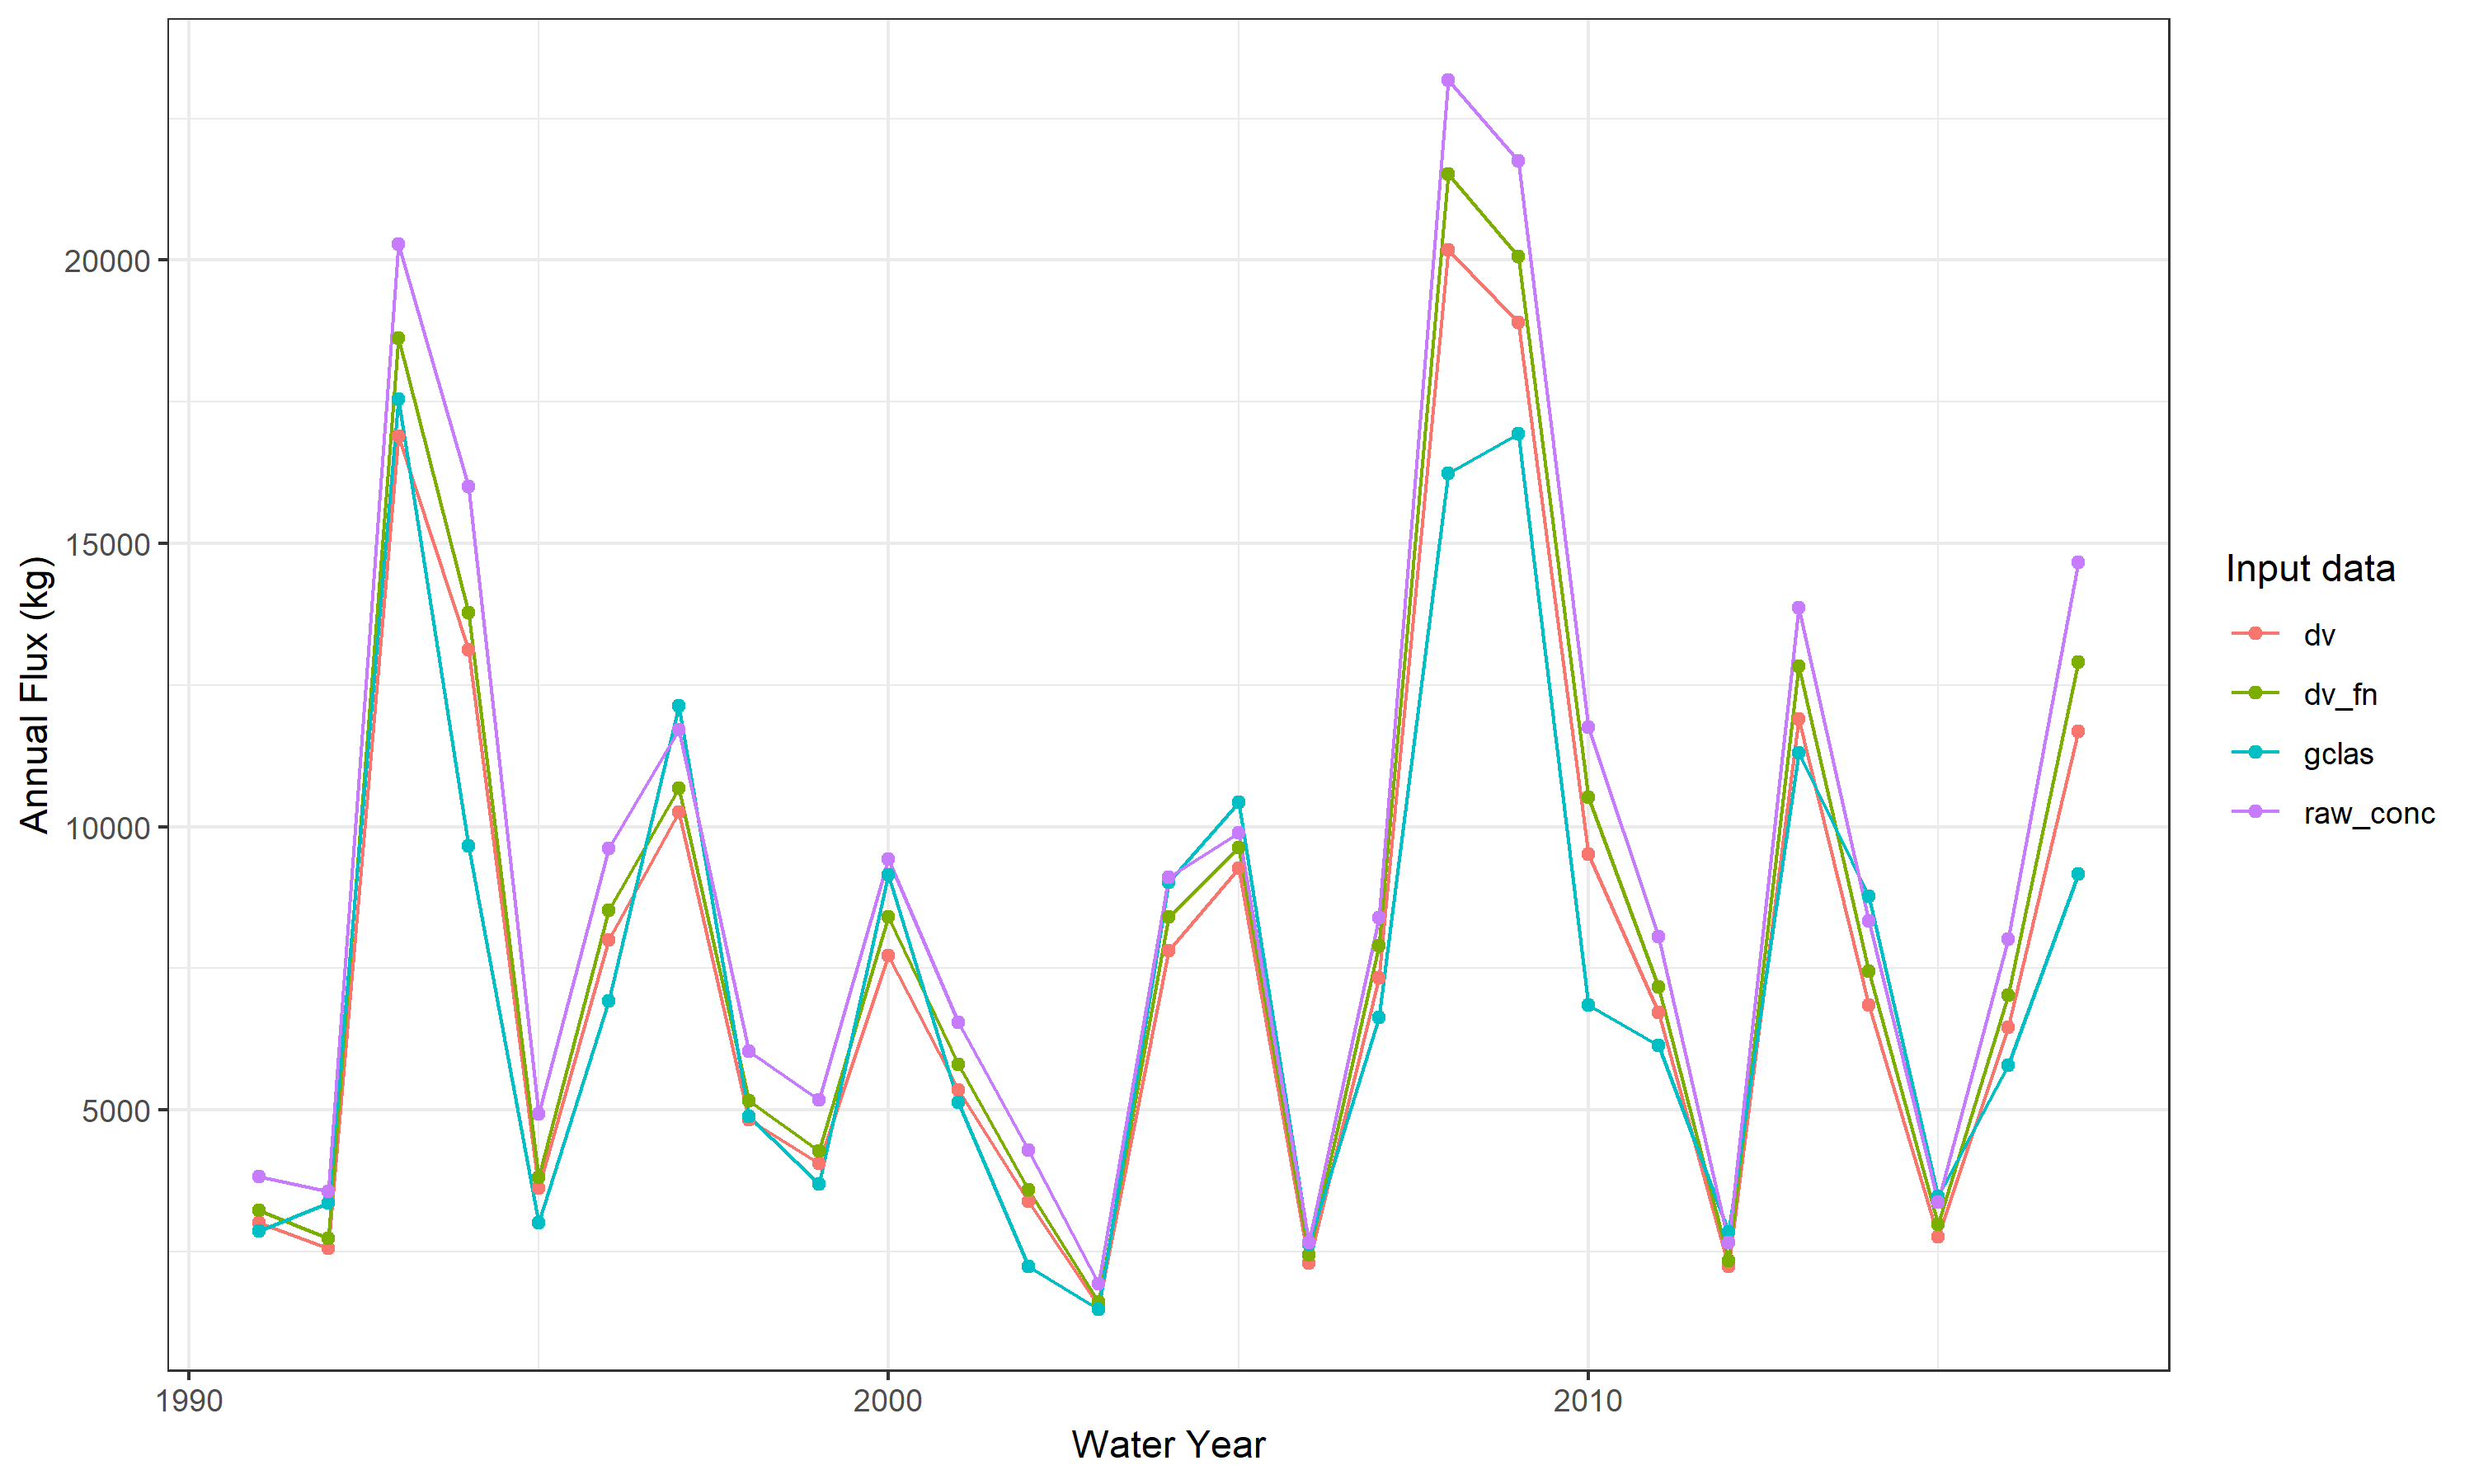 Annual Flux (kg)
20000
15000
10000
5000
1990
2000
2010
Water Year
Input data
dv
dv_fn
gclas
raw_conc